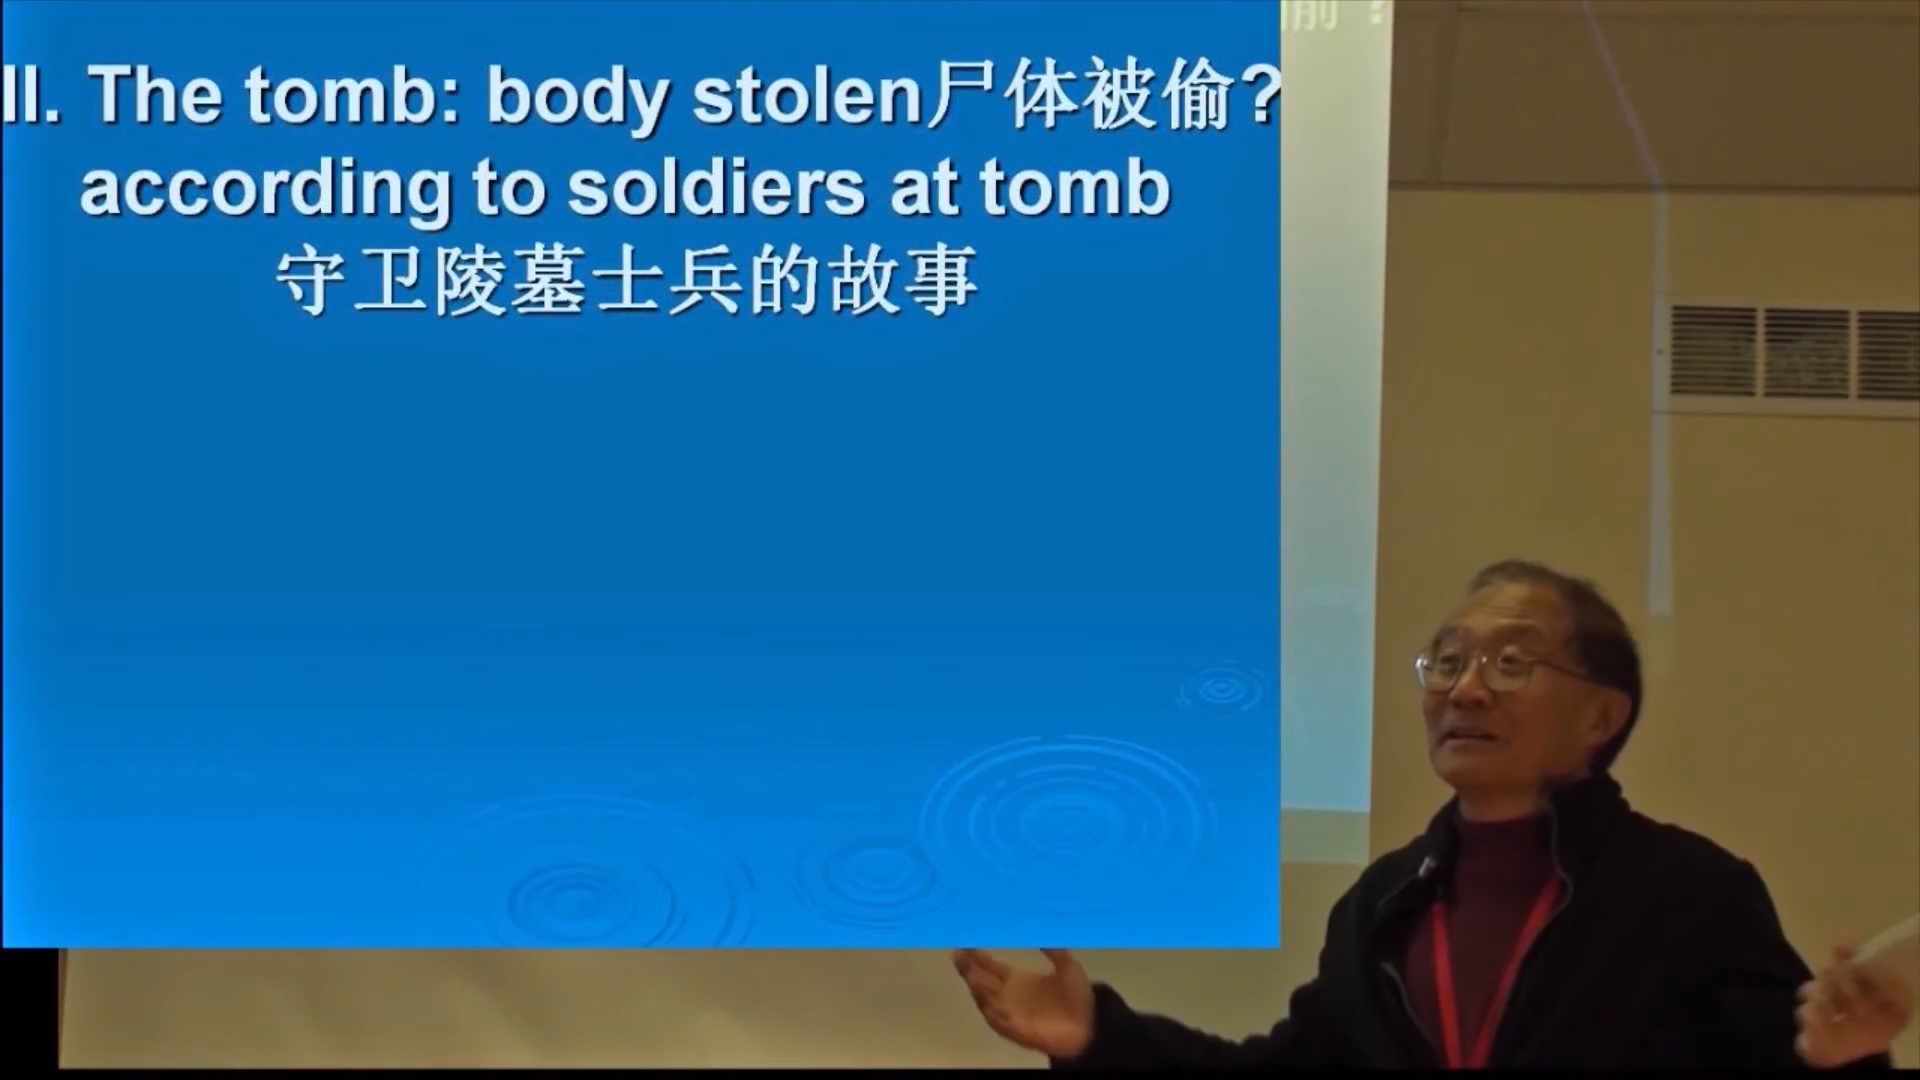 II. The tomb: body stolen尸体被偷?
according to soldiers at tomb
守卫陵墓士兵的故事